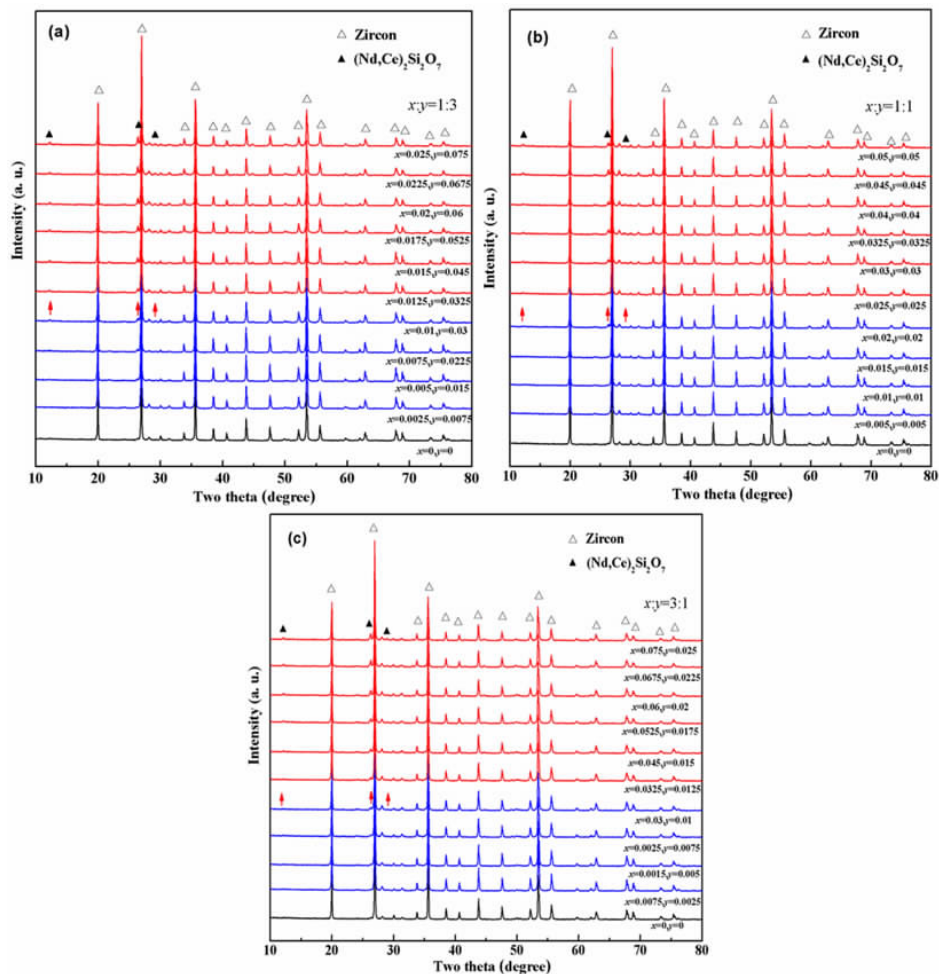 (a)
△ Zircon
▲ (Nd,Ce)₂Si₂O₇
x:y=1:3
x=0.025,y=0.075
x=0.0225,y=0.0675
x=0.02,y=0.06
x=0.0175,y=0.0525
x=0.015,y=0.045
x=0.0125,y=0.0325
x=0.01,y=0.03
x=0.0075,y=0.0225
x=0.005,y=0.015
x=0.0025,y=0.0075
x=0,y=0
Intensity (a. u.)
10 20 30 40 50 60 70 80
Two theta (degree)
(b)
△ Zircon
▲ (Nd,Ce)₂Si₂O₇
x:y=1:1
x=0.05,y=0.05
x=0.045,y=0.045
x=0.04,y=0.04
x=0.0325,y=0.0325
x=0.03,y=0.03
x=0.025,y=0.025
x=0.02,y=0.02
x=0.015,y=0.015
x=0.01,y=0.01
x=0.005,y=0.005
x=0,y=0
Intensity (a. u.)
10 20 30 40 50 60 70 80
Two theta (degree)
(c)
△ Zircon
▲ (Nd,Ce)₂Si₂O₇
x:y=3:1
x=0.075,y=0.025
x=0.0675,y=0.0225
x=0.06,y=0.02
x=0.0525,y=0.0175
x=0.045,y=0.015
x=0.0325,y=0.0125
x=0.03,y=0.01
x=0.0025,y=0.0075
x=0.0015,y=0.005
x=0.0075,y=0.0025
x=0,y=0
Intensity (a. u.)
10 20 30 40 50 60 70 80
Two theta (degree)